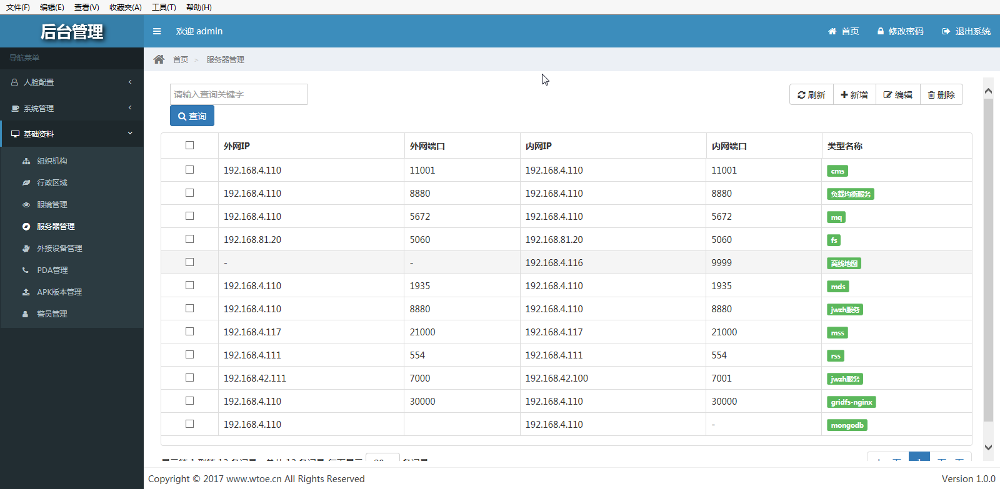 文件(F) 编辑(E) 查看(V) 收藏夹(A) 工具(T) 帮助(H)
后台管理 欢迎 admin 首页 修改密码 退出系统
导航菜单
首页 > 服务器管理
人脸配置
系统管理
基础资料
组织机构
行政区域
眼镜管理
服务器管理
外接设备管理
PDA管理
APK版本管理
警员管理
请输入查询关键字
刷新 新增 编辑 删除
查询
外网IP 外网端口 内网IP 内网端口 类型名称
192.168.4.110 11001 192.168.4.110 11001 cms
192.168.4.110 8880 192.168.4.110 8880 负载均衡服务
192.168.4.110 5672 192.168.4.110 5672 mq
192.168.81.20 5060 192.168.81.20 5060 fs
- - 192.168.4.116 9999 离线地图
192.168.4.110 1935 192.168.4.110 1935 mds
192.168.4.110 8880 192.168.4.110 8880 jwzh服务
192.168.4.117 21000 192.168.4.117 21000 mss
192.168.4.111 554 192.168.4.111 554 rss
192.168.42.111 7000 192.168.42.100 7001 jwzh服务
192.168.4.110 30000 192.168.4.110 30000 gridfs-nginx
192.168.4.110 192.168.4.110 - mongodb
Copyright © 2017 www.wtoe.cn All Rights Reserved
Version 1.0.0